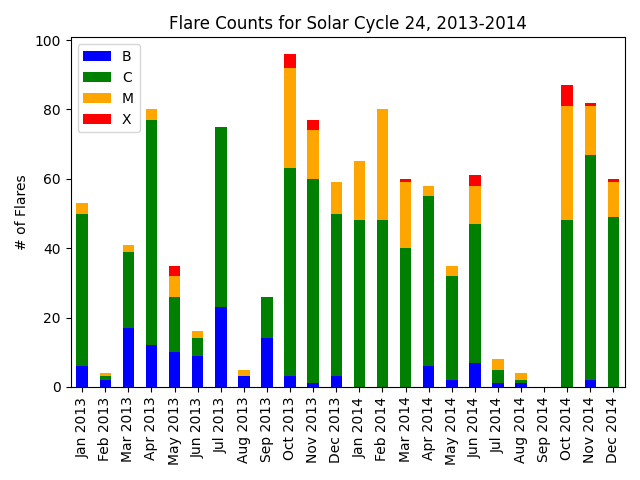 Flare Counts for Solar Cycle 24, 2013-2014
B
C
M
X
# of Flares
100
80
60
40
20
0
Jan 2013
Feb 2013
Mar 2013
Apr 2013
May 2013
Jun 2013
Jul 2013
Aug 2013
Sep 2013
Oct 2013
Nov 2013
Dec 2013
Jan 2014
Feb 2014
Mar 2014
Apr 2014
May 2014
Jun 2014
Jul 2014
Aug 2014
Sep 2014
Oct 2014
Nov 2014
Dec 2014